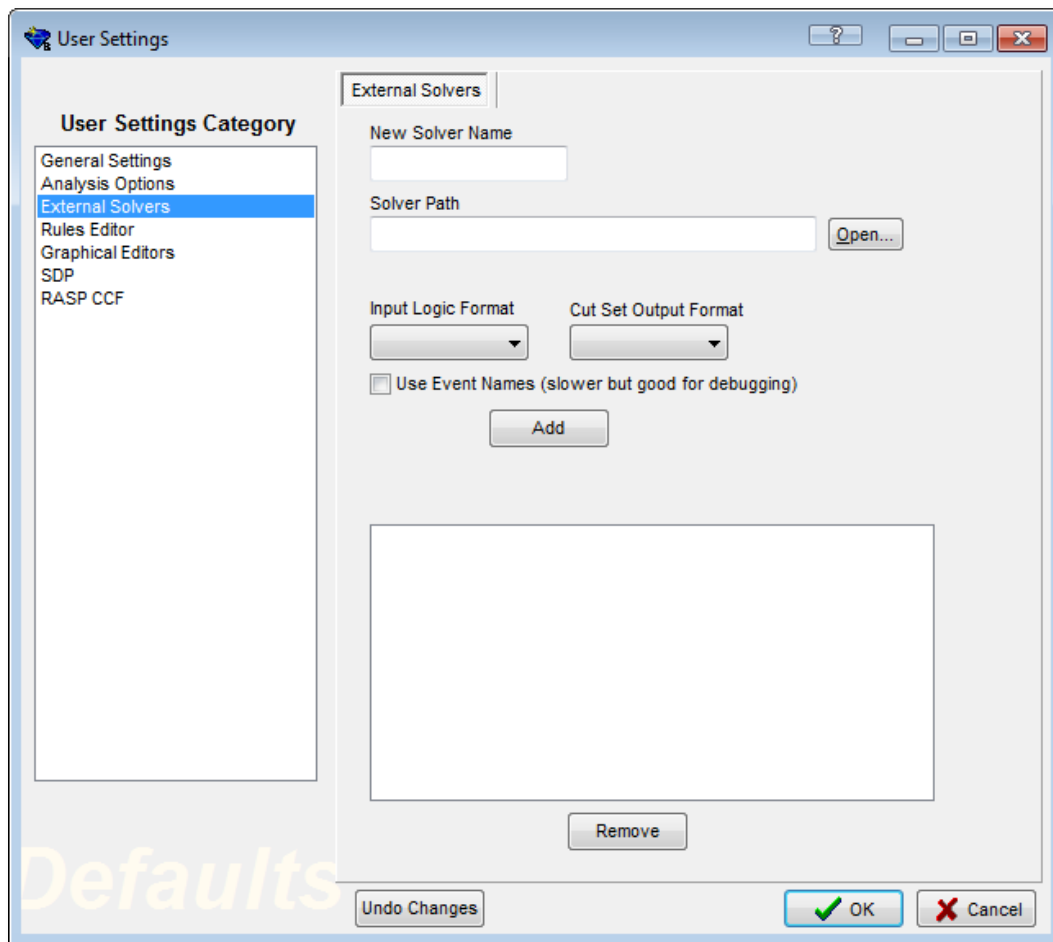 User Settings
?
User Settings Category
General Settings
Analysis Options
External Solvers
Rules Editor
Graphical Editors
SDP
RASP CCF
Defaults
External Solvers
New Solver Name
Solver Path
Open...
Input Logic Format
Cut Set Output Format
Use Event Names (slower but good for debugging)
Add
Remove
Undo Changes
OK
Cancel